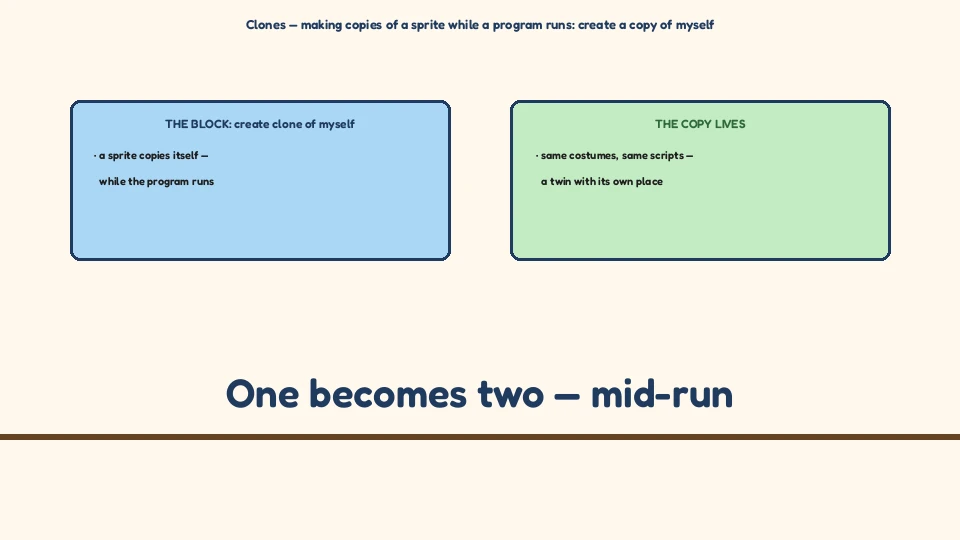 Clones — making copies of a sprite while a program runs: create a copy of myself
THE BLOCK: create clone of myself
· a sprite copies itself —
while the program runs
THE COPY LIVES
· same costumes, same scripts —
a twin with its own place
One becomes two — mid-run